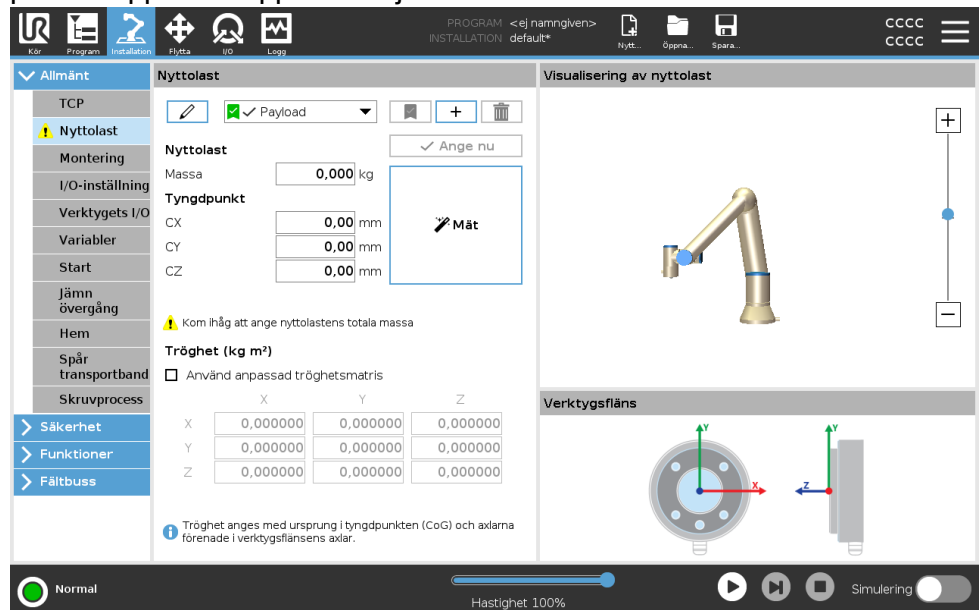 UR
Kör
Program
Installation
Flytta
I/O
Logg
PROGRAM <ej namngiven>
INSTALLATION default*
Nytt...
Öppna...
Spara...
cccc
cccc
Allmänt
TCP
Nyttolast
Montering
I/O-inställning
Verktygets I/O
Variabler
Start
Jämn
övergång
Hem
Spår
transportband
Skruvprocess
Säkerhet
Funktioner
Fältbuss
Nyttolast
Payload
Nyttolast
Ange nu
Massa 0,000 kg
Tyngdpunkt
CX 0,00 mm
CY 0,00 mm
CZ 0,00 mm
Mät
Kom ihåg att ange nyttolastens totala massa
Tröghet (kg m²)
Använd anpassad tröghetsmatris
X Y Z
X 0,000000 0,000000 0,000000
Y 0,000000 0,000000 0,000000
Z 0,000000 0,000000 0,000000
Tröghet anges med ursprung i tyngdpunkten (CoG) och axlarna
förenade i verktygsflänsens axlar.
Visualisering av nyttolast
Verktygsfläns
Y
X
Y
Z
Normal
Hastighet 100%
Simulering